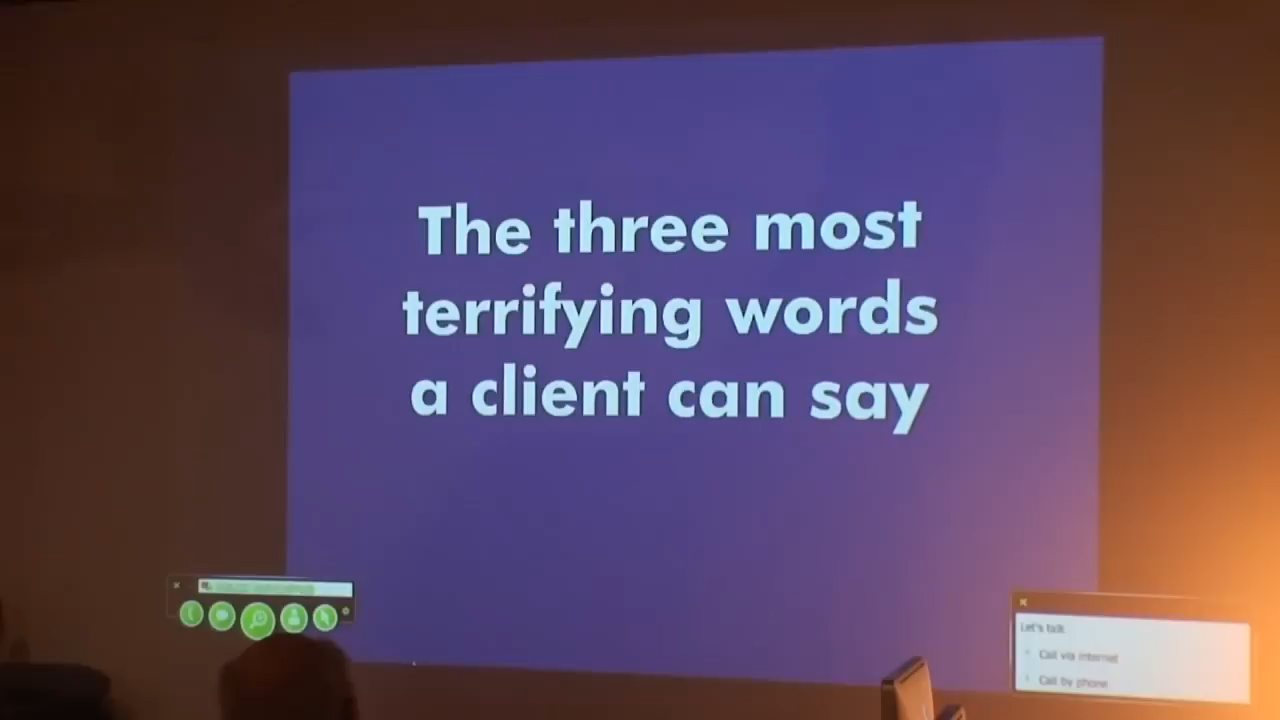 The three most
terrifying words
a client can say
Let's talk
Call via internet
Call by phone